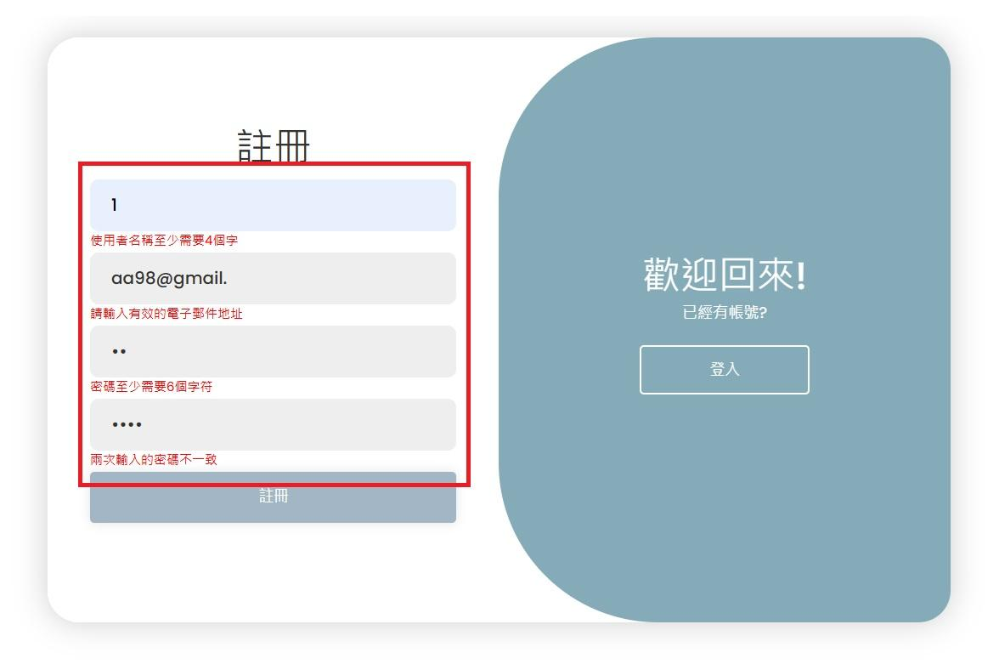 註冊
1
使用者名稱至少需要4個字
aa98@gmail.
請輸入有效的電子郵件地址
••
密碼至少需要6個字符
••••
兩次輸入的密碼不一致
註冊
歡迎回來!
已經有帳號?
登入